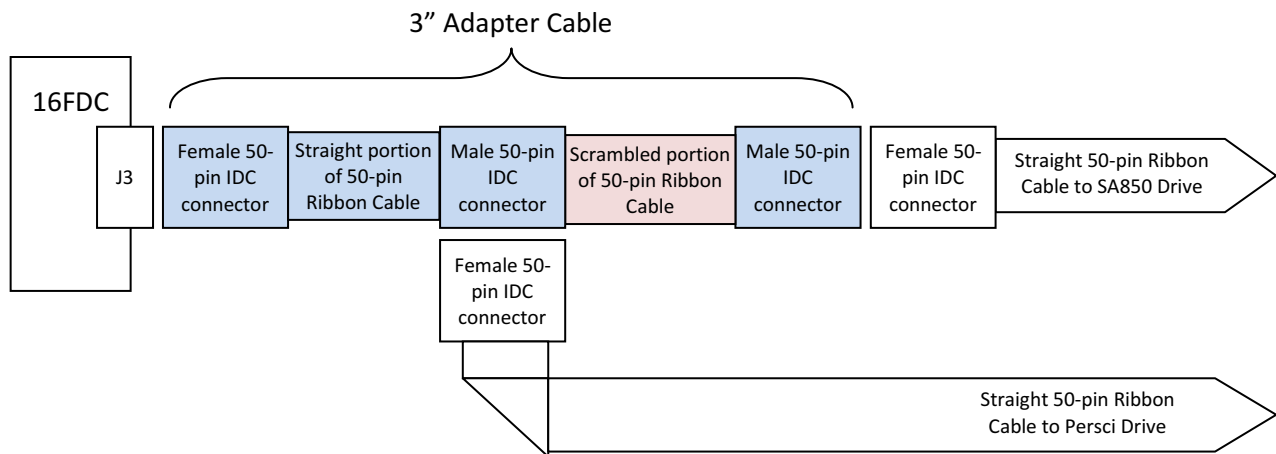 3” Adapter Cable
16FDC
J3
Female 50-
pin IDC
connector
Straight portion
of 50-pin
Ribbon Cable
Male 50-pin
IDC
connector
Scrambled portion
of 50-pin Ribbon
Cable
Male 50-pin
IDC
connector
Female 50-
pin IDC
connector
Straight 50-pin Ribbon
Cable to SA850 Drive
Female 50-
pin IDC
connector
Straight 50-pin Ribbon
Cable to Persci Drive